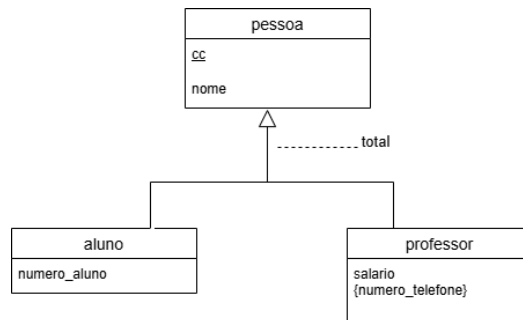 pessoa
cc
nome
total
aluno
numero_aluno
professor
salario
{numero_telefone}